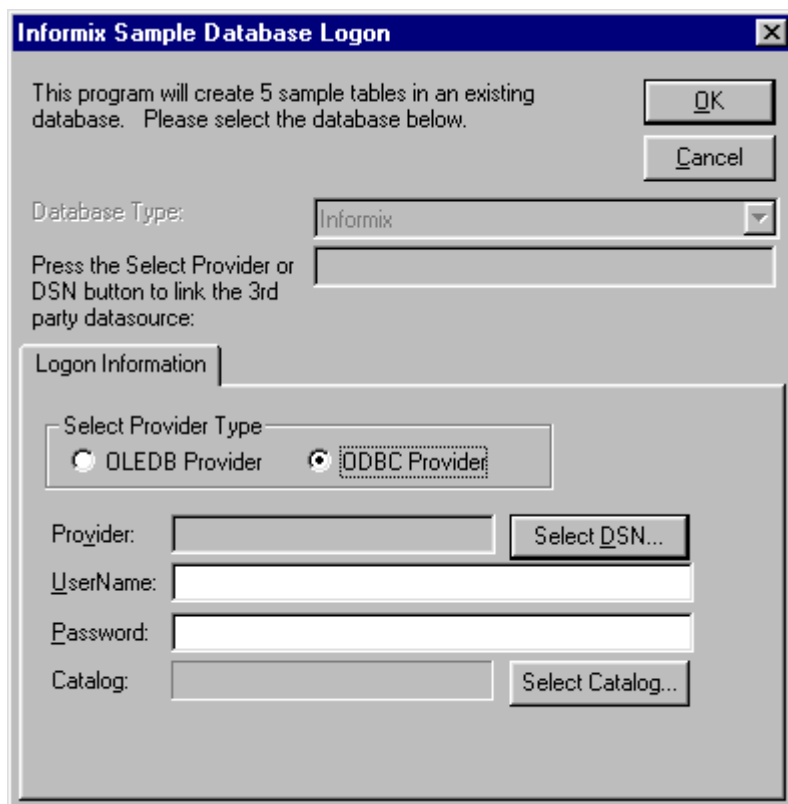 Informix Sample Database Logon
This program will create 5 sample tables in an existing
database.   Please select the database below.
OK
Cancel
Database Type:
Informix
Press the Select Provider or
DSN button to link the 3rd
party datasource:
Logon Information
Select Provider Type
OLEDB Provider
ODBC Provider
Provider:
Select DSN...
UserName:
Password:
Catalog:
Select Catalog...